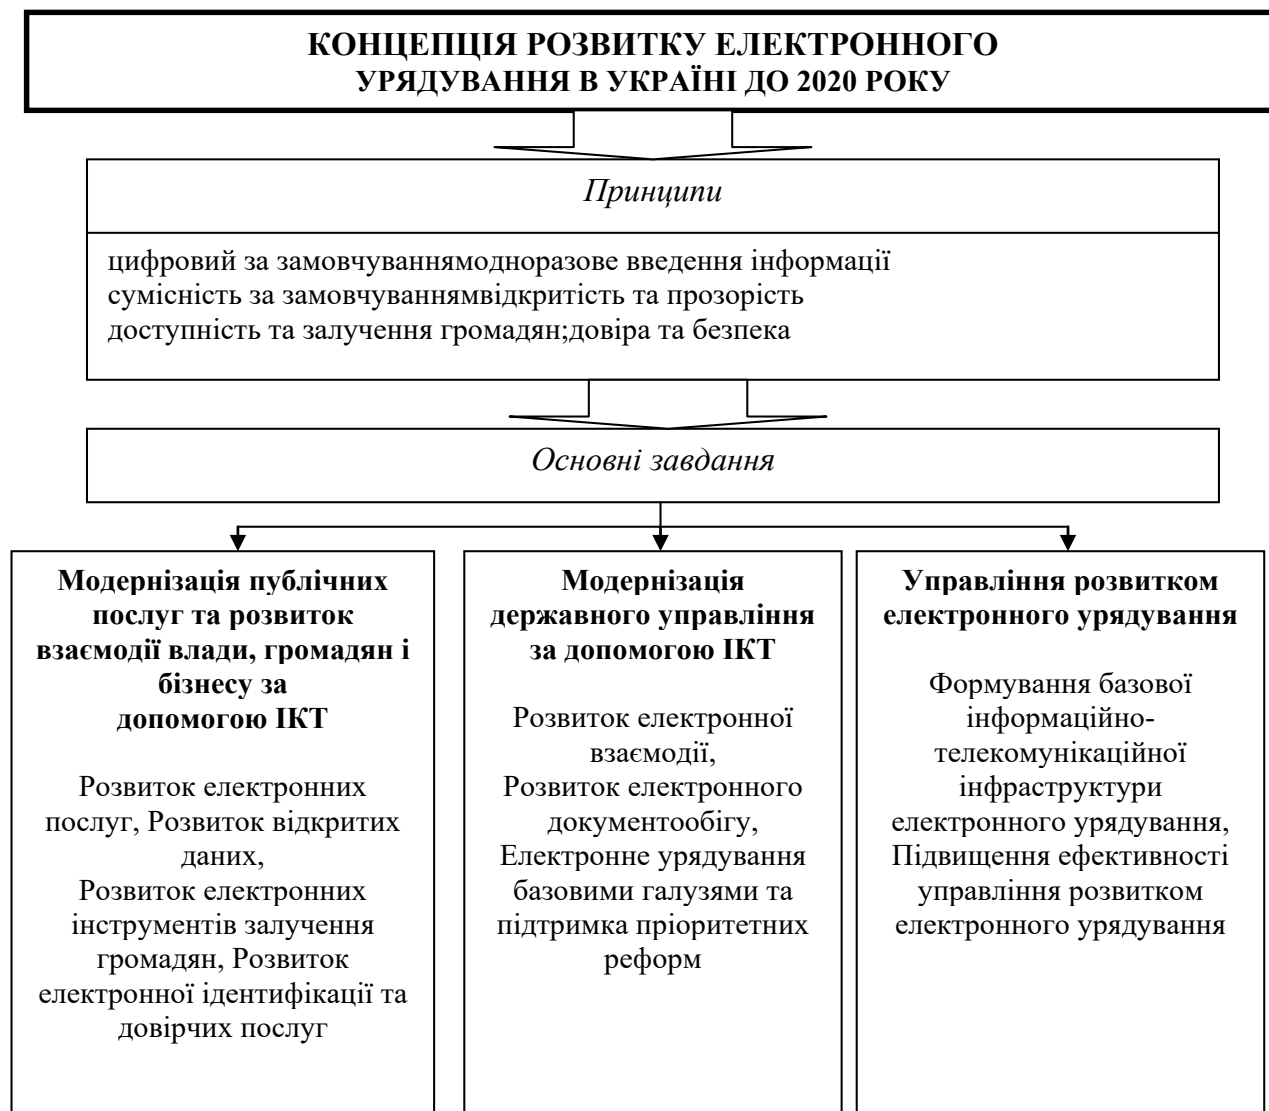 КОНЦЕПЦІЯ РОЗВИТКУ ЕЛЕКТРОННОГО
УРЯДУВАННЯ В УКРАЇНІ ДО 2020 РОКУ
Принципи
цифровий за замовчуваннямодноразове введення інформації
сумісність за замовчуваннямвідкритість та прозорість
доступність та залучення громадян;довіра та безпека
Основні завдання
Модернізація публічних
послуг та розвиток
взаємодії влади, громадян і
бізнесу за
допомогою ІКТ
Розвиток електронних
послуг, Розвиток відкритих
даних,
Розвиток електронних
інструментів залучення
громадян, Розвиток
електронної ідентифікації та
довірчих послуг
Модернізація
державного управління
за допомогою ІКТ
Розвиток електронної
взаємодії,
Розвиток електронного
документообігу,
Електронне урядування
базовими галузями та
підтримка пріоритетних
реформ
Управління розвитком
електронного урядування
Формування базової
інформаційно-
телекомунікаційної
інфраструктури
електронного урядування,
Підвищення ефективності
управління розвитком
електронного урядування